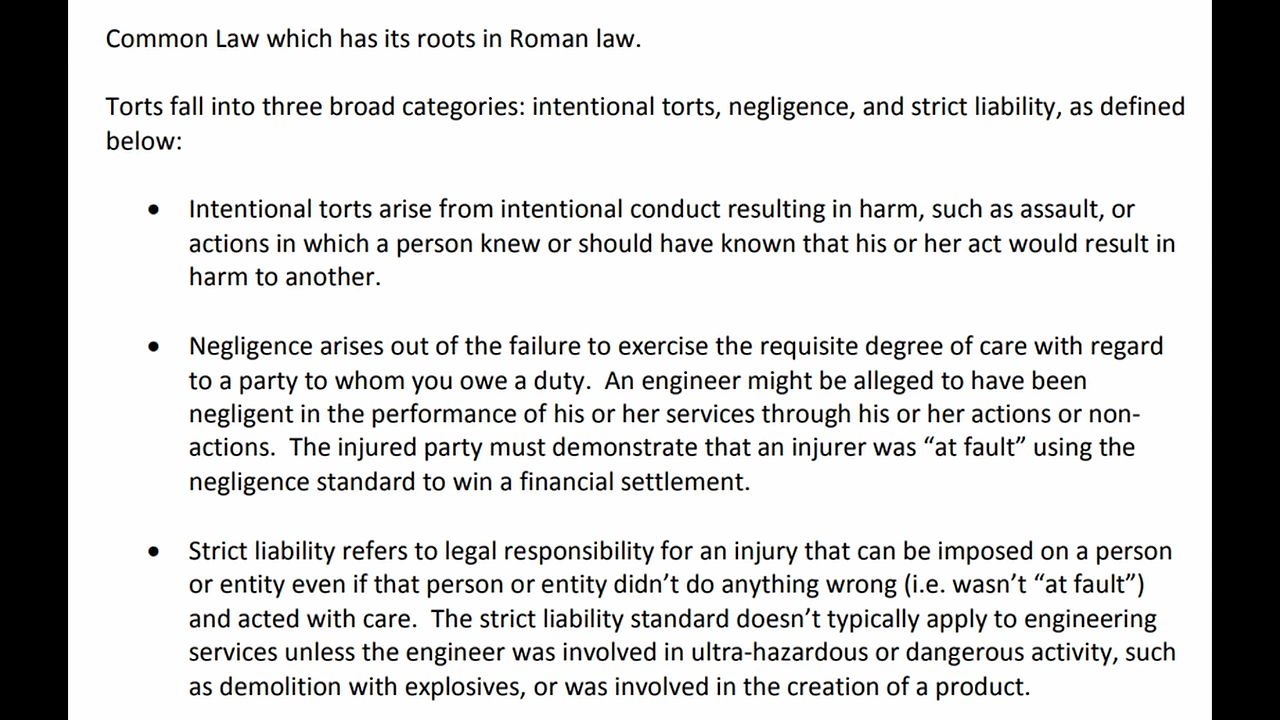 Common Law which has its roots in Roman law.
Torts fall into three broad categories: intentional torts, negligence, and strict liability, as defined
below:
• Intentional torts arise from intentional conduct resulting in harm, such as assault, or
actions in which a person knew or should have known that his or her act would result in
harm to another.
• Negligence arises out of the failure to exercise the requisite degree of care with regard
to a party to whom you owe a duty.  An engineer might be alleged to have been
negligent in the performance of his or her services through his or her actions or non-
actions.  The injured party must demonstrate that an injurer was “at fault” using the
negligence standard to win a financial settlement.
• Strict liability refers to legal responsibility for an injury that can be imposed on a person
or entity even if that person or entity didn’t do anything wrong (i.e. wasn’t “at fault”)
and acted with care.  The strict liability standard doesn’t typically apply to engineering
services unless the engineer was involved in ultra-hazardous or dangerous activity, such
as demolition with explosives, or was involved in the creation of a product.